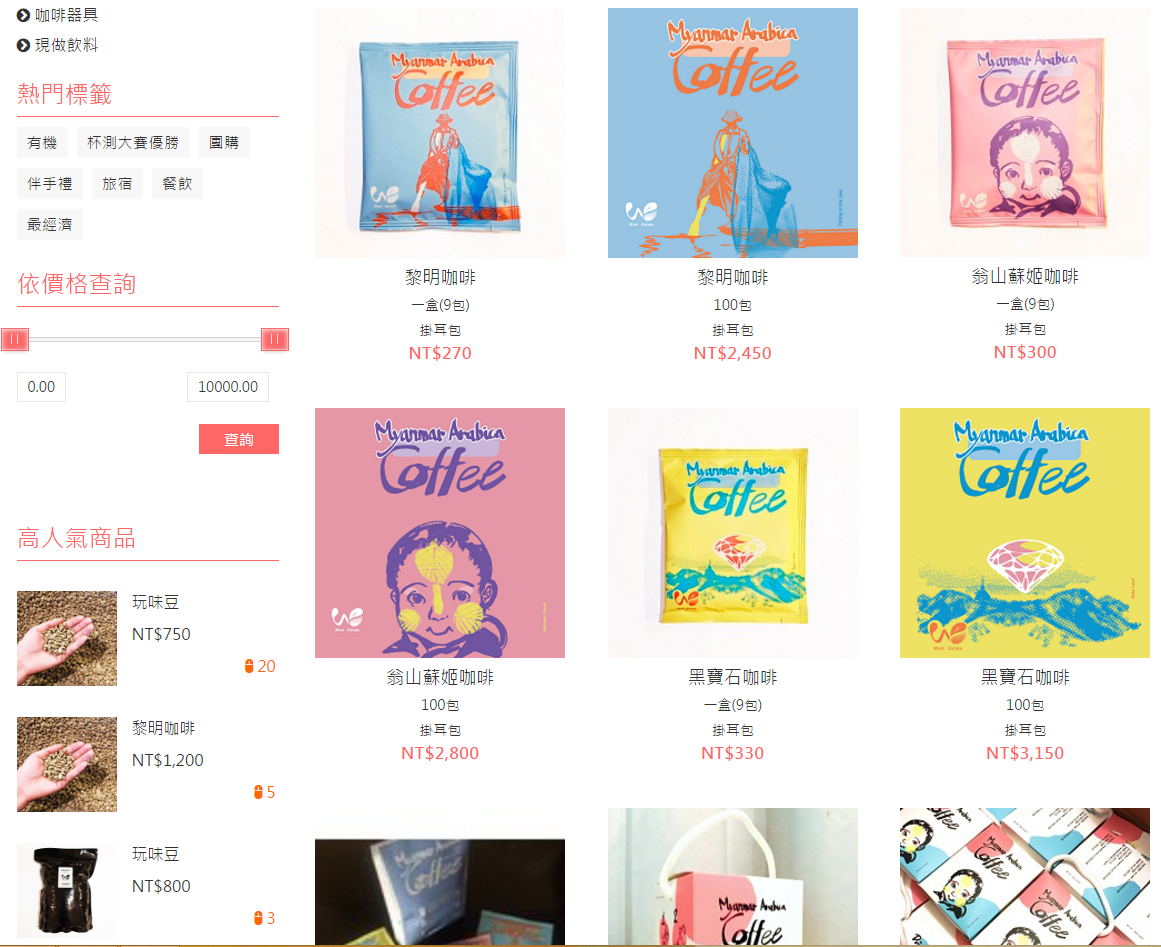 咖啡器具
現做飲料
熱門標籤
有機 杯測大賽優勝 團購
伴手禮 旅宿 餐飲
最經濟
依價格查詢
0.00 10000.00
查詢
高人氣商品
玩味豆
NT$750
20
黎明咖啡
NT$1,200
5
玩味豆
NT$800
3
Myanmar Arabica
Coffee
黎明咖啡
一盒(9包)
掛耳包
NT$270
Myanmar Arabica
Coffee
黎明咖啡
100包
掛耳包
NT$2,450
Myanmar Arabica
Coffee
翁山蘇姬咖啡
一盒(9包)
掛耳包
NT$300
Myanmar Arabica
Coffee
翁山蘇姬咖啡
100包
掛耳包
NT$2,800
Myanmar Arabica
Coffee
黑寶石咖啡
一盒(9包)
掛耳包
NT$330
Myanmar Arabica
Coffee
黑寶石咖啡
100包
掛耳包
NT$3,150
Coffee
Myanmar Arabica
Coffee
Myanmar Arabica
Coffee